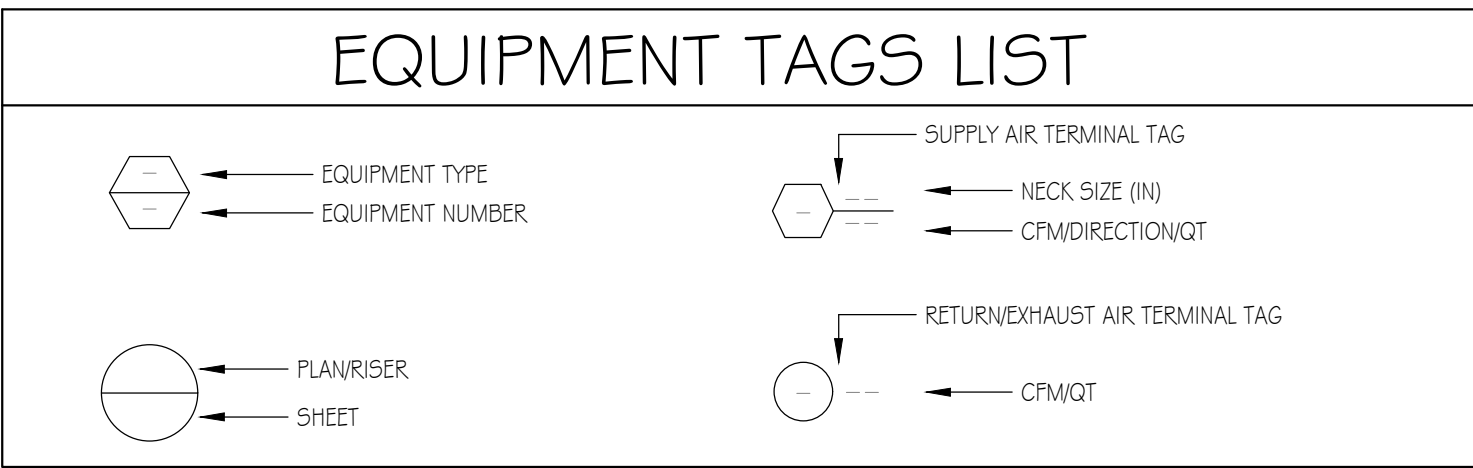 EQUIPMENT TAGS LIST
EQUIPMENT TYPE
EQUIPMENT NUMBER
SUPPLY AIR TERMINAL TAG
NECK SIZE (IN)
CFM/DIRECTION/QT
PLAN/RISER
SHEET
RETURN/EXHAUST AIR TERMINAL TAG
CFM/QT